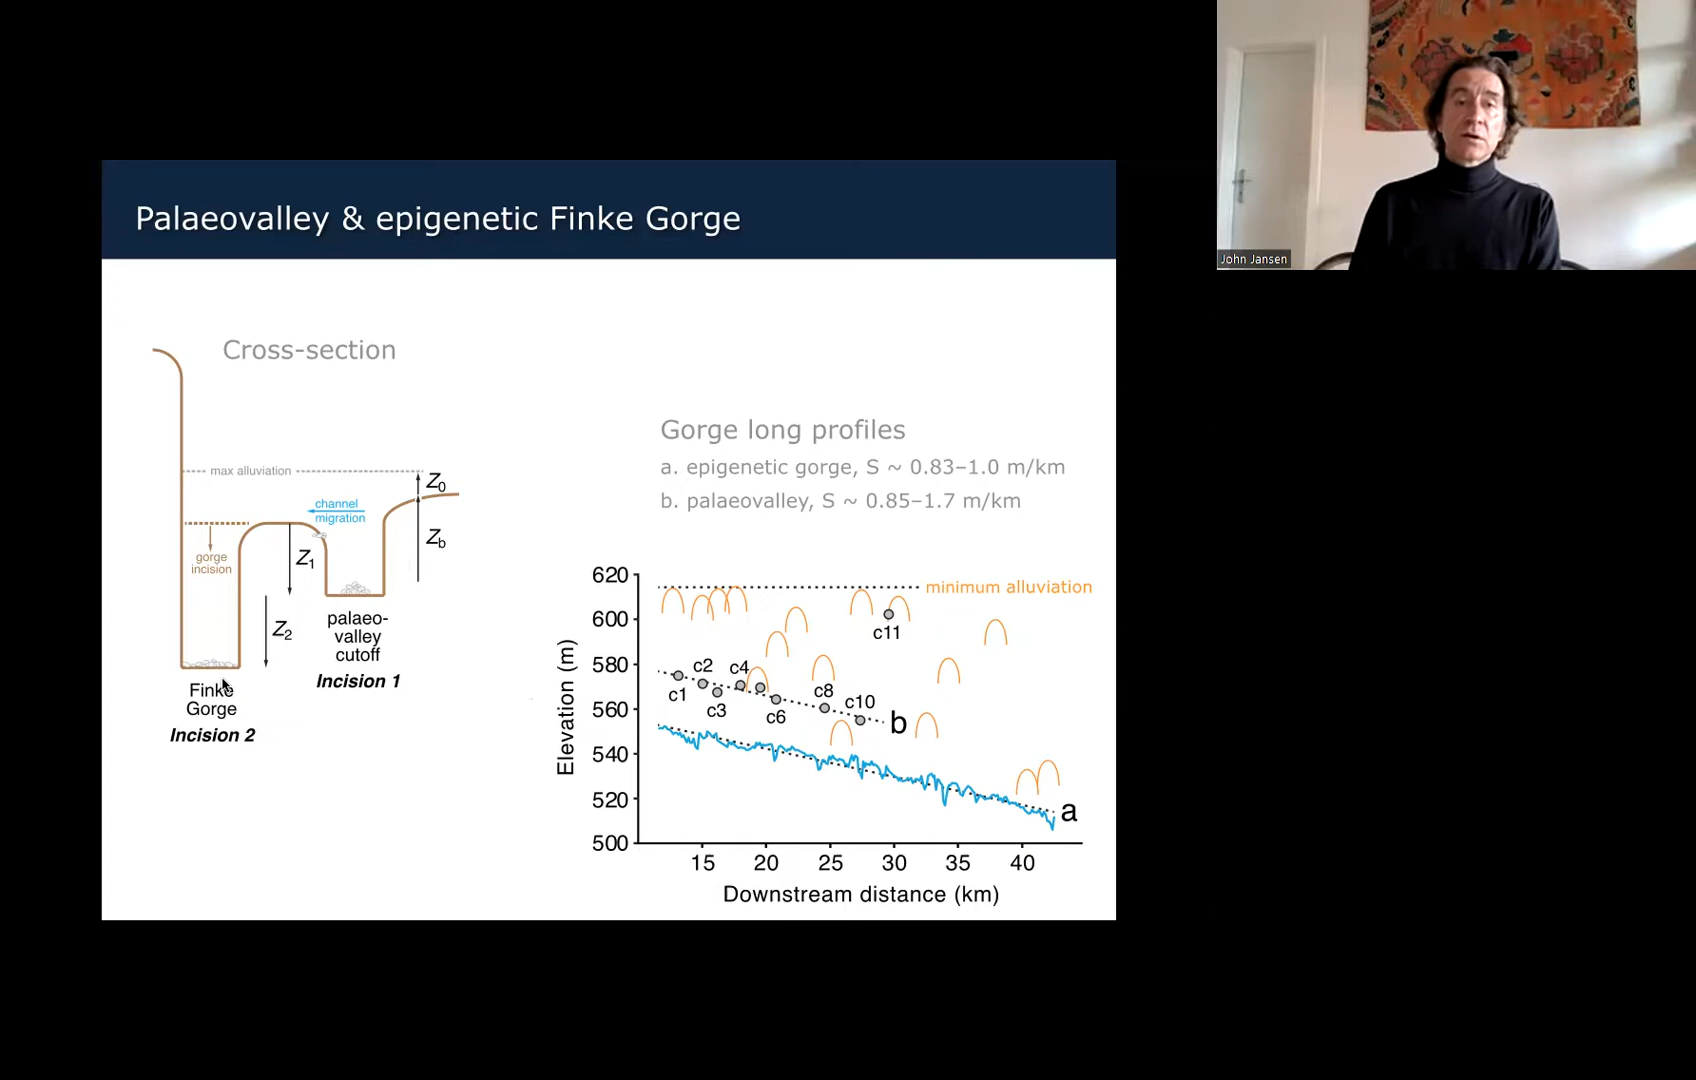 Palaeovalley & epigenetic Finke Gorge
John Jansen
Cross-section
max alluviation
Z0
channel
migration
Zb
gorge
incision
Z1
Z2
palaeo-
valley
cutoff
Incision 1
Finke
Gorge
Incision 2
Gorge long profiles
a. epigenetic gorge, S ~ 0.83–1.0 m/km
b. palaeovalley, S ~ 0.85–1.7 m/km
Elevation (m)
620
600
580
560
540
520
500
minimum alluviation
c11
c2
c4
c1
c3
c6
c8
c10
b
a
15
20
25
30
35
40
Downstream distance (km)